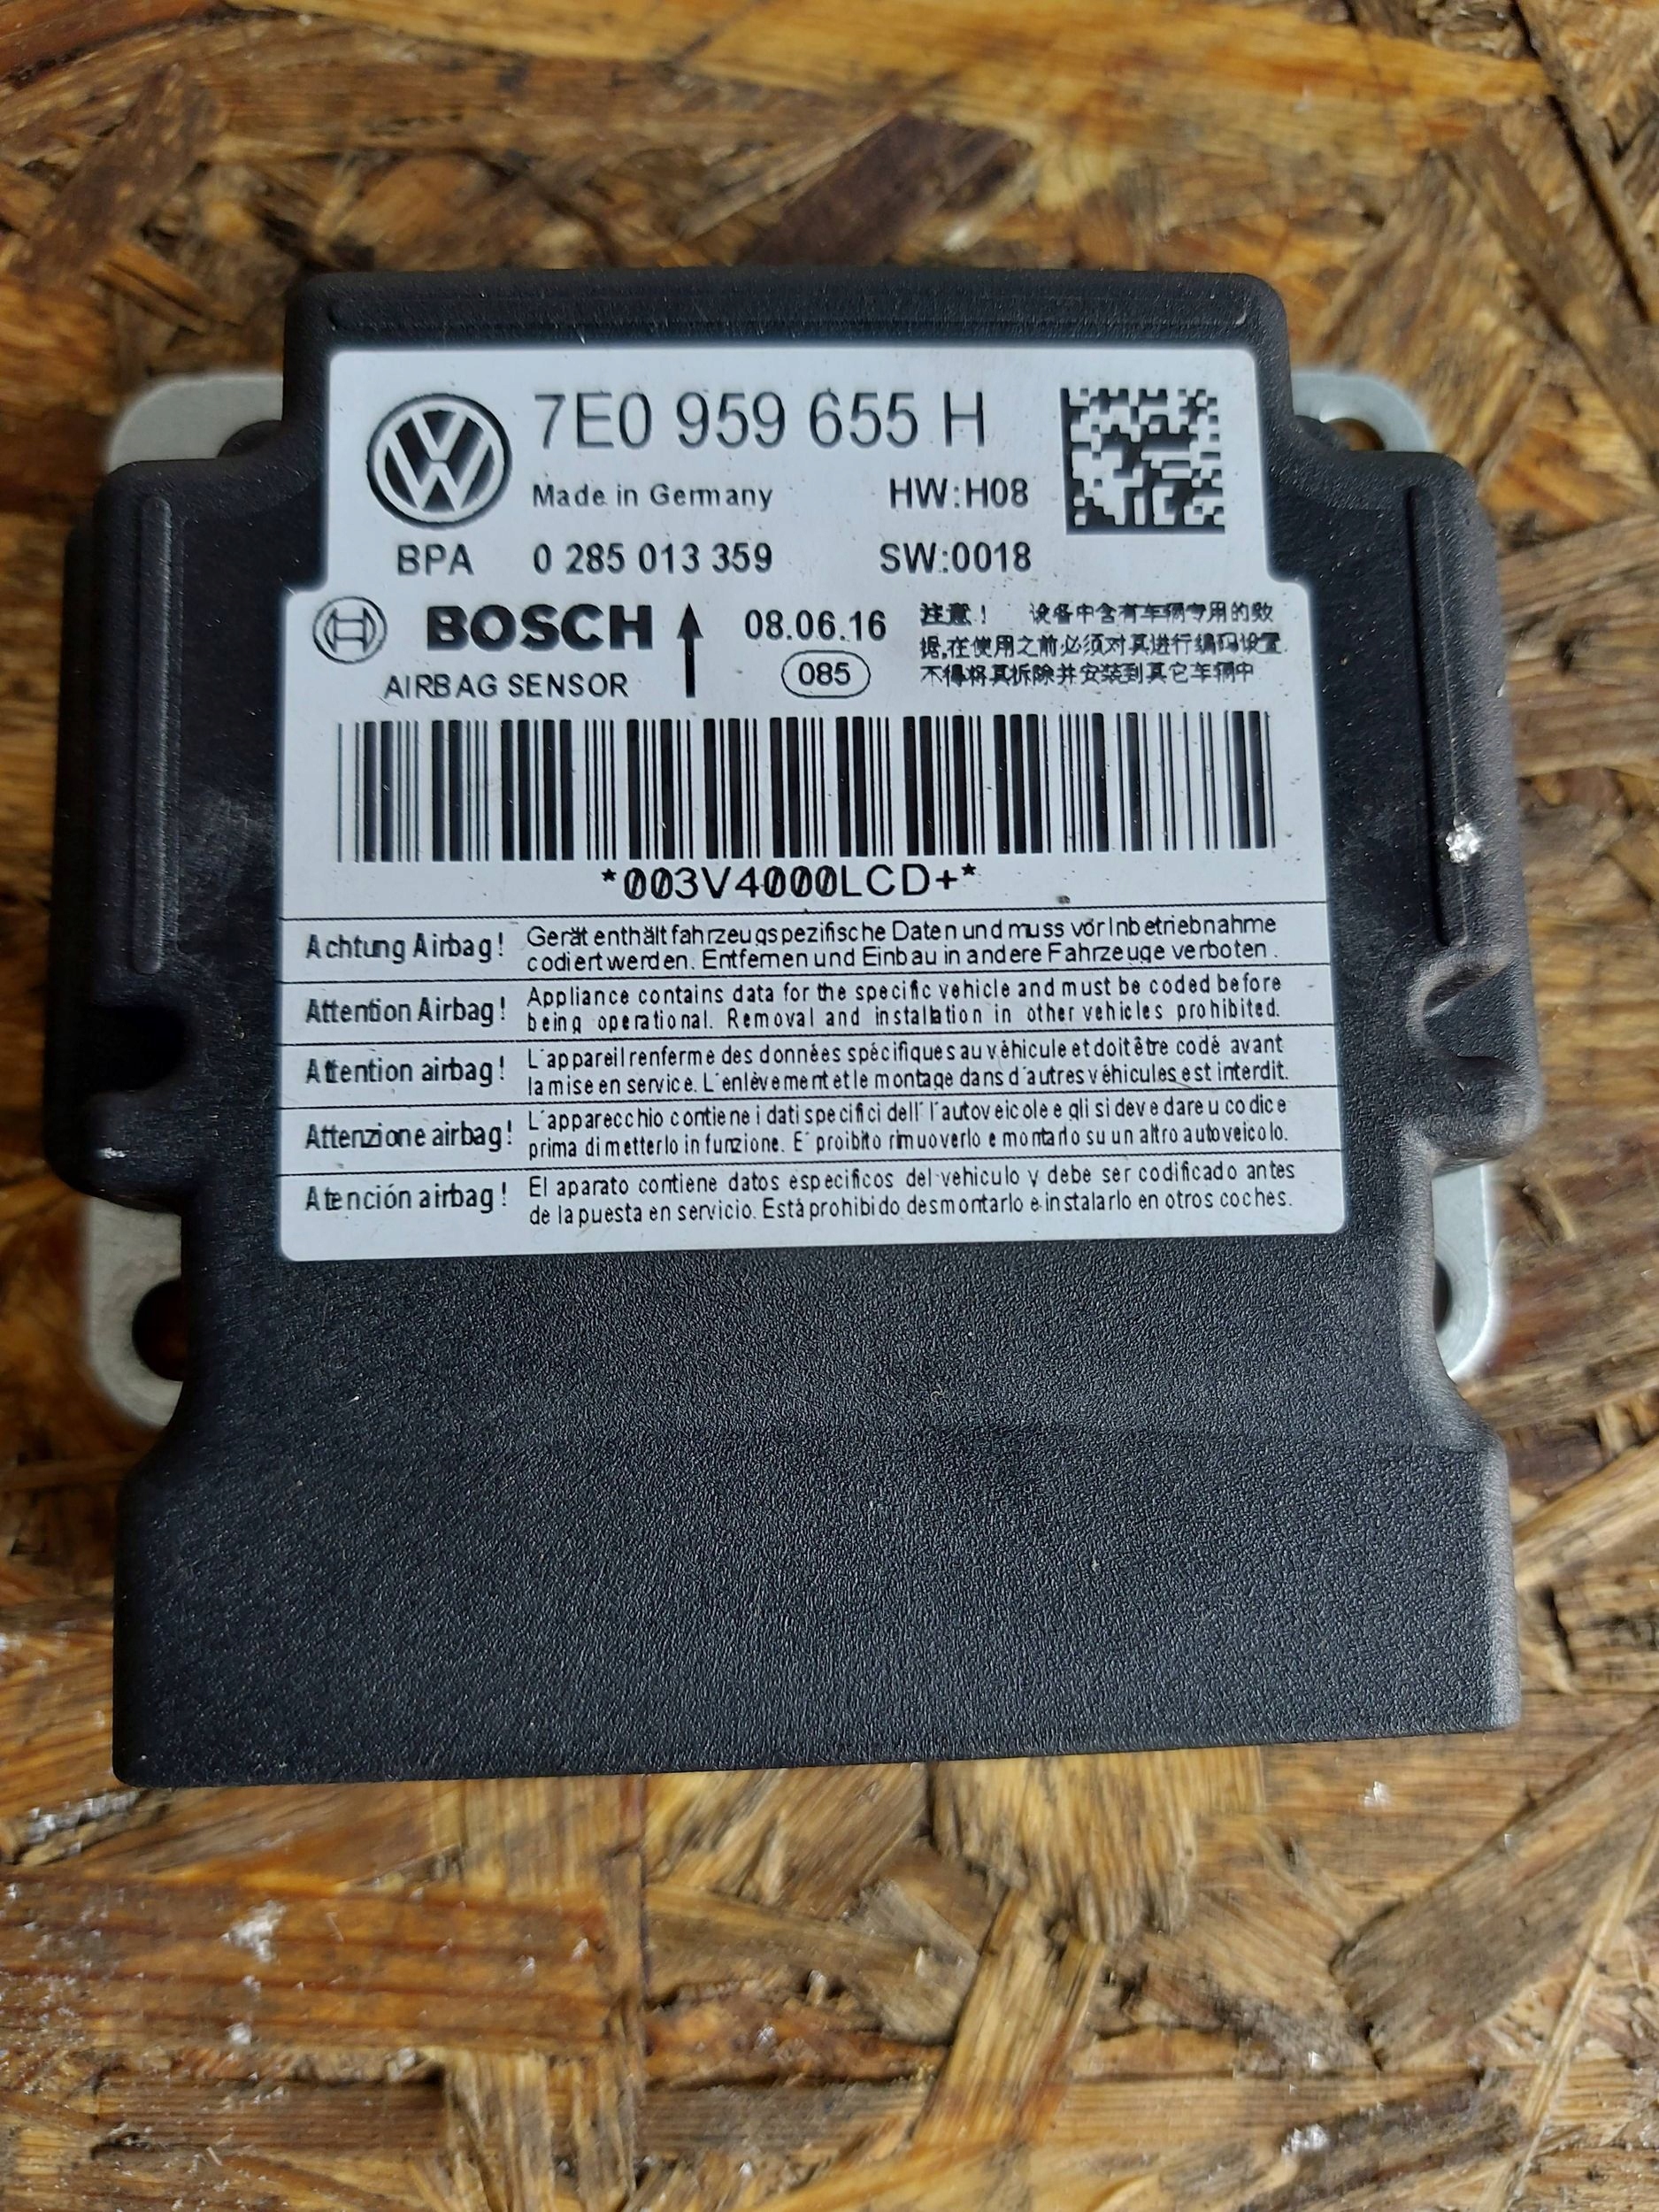 7E0 959 655 H
Made in Germany HW:H08
BPA 0 285 013 359 SW:0018
BOSCH 08.06.16
AIRBAG SENSOR 085
注意！ 设备中含有车辆专用的数
据,在使用之前必须对其进行编码设置.
不得将其拆除并安装到其它车辆中
*003V4000LCD+*
Achtung Airbag! Gerät enthält fahrzeugspezifische Daten und muss vor Inbetriebnahme
codiert werden. Entfernen und Einbau in andere Fahrzeuge verboten.
Attention Airbag! Appliance contains data for the specific vehicle and must be coded before
being operational. Removal and installation in other vehicles prohibited.
Attention airbag! L'appareil renferme des données spécifiques au véhicule et doit être codé avant
la mise en service. L'enlèvement et le montage dans d'autres véhicules est interdit.
Attenzione airbag! L'apparecchio contiene i dati specifici dell' l'autoveicolo e gli si deve dare u codice
prima di metterlo in funzione. E' proibito rimuoverlo e montarlo su un altro autoveicolo.
Atención airbag! El aparato contiene datos especificos del vehiculo y debe ser codificado antes
de la puesta en servicio. Está prohibido desmontarlo e instalarlo en otros coches.